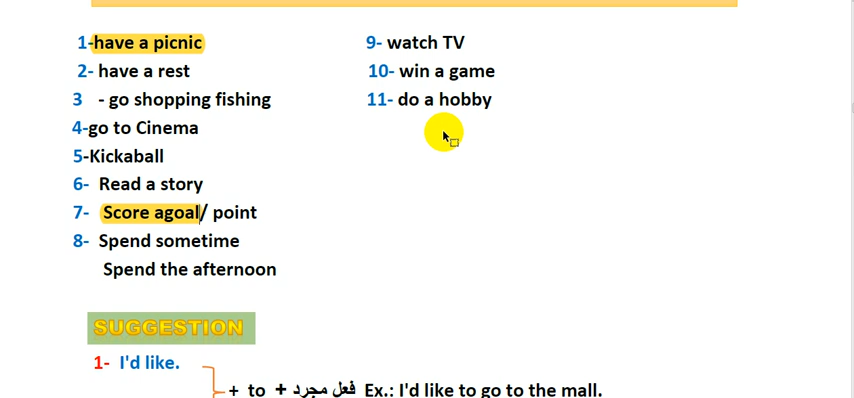 1-have a picnic
2- have a rest
3 - go shopping fishing
4-go to Cinema
5-Kickaball
6- Read a story
7- Score agoal/ point
8- Spend sometime
Spend the afternoon
9- watch TV
10- win a game
11- do a hobby
SUGGESTION
1- I'd like.
+ to + فعل مجرد Ex.: I'd like to go to the mall.